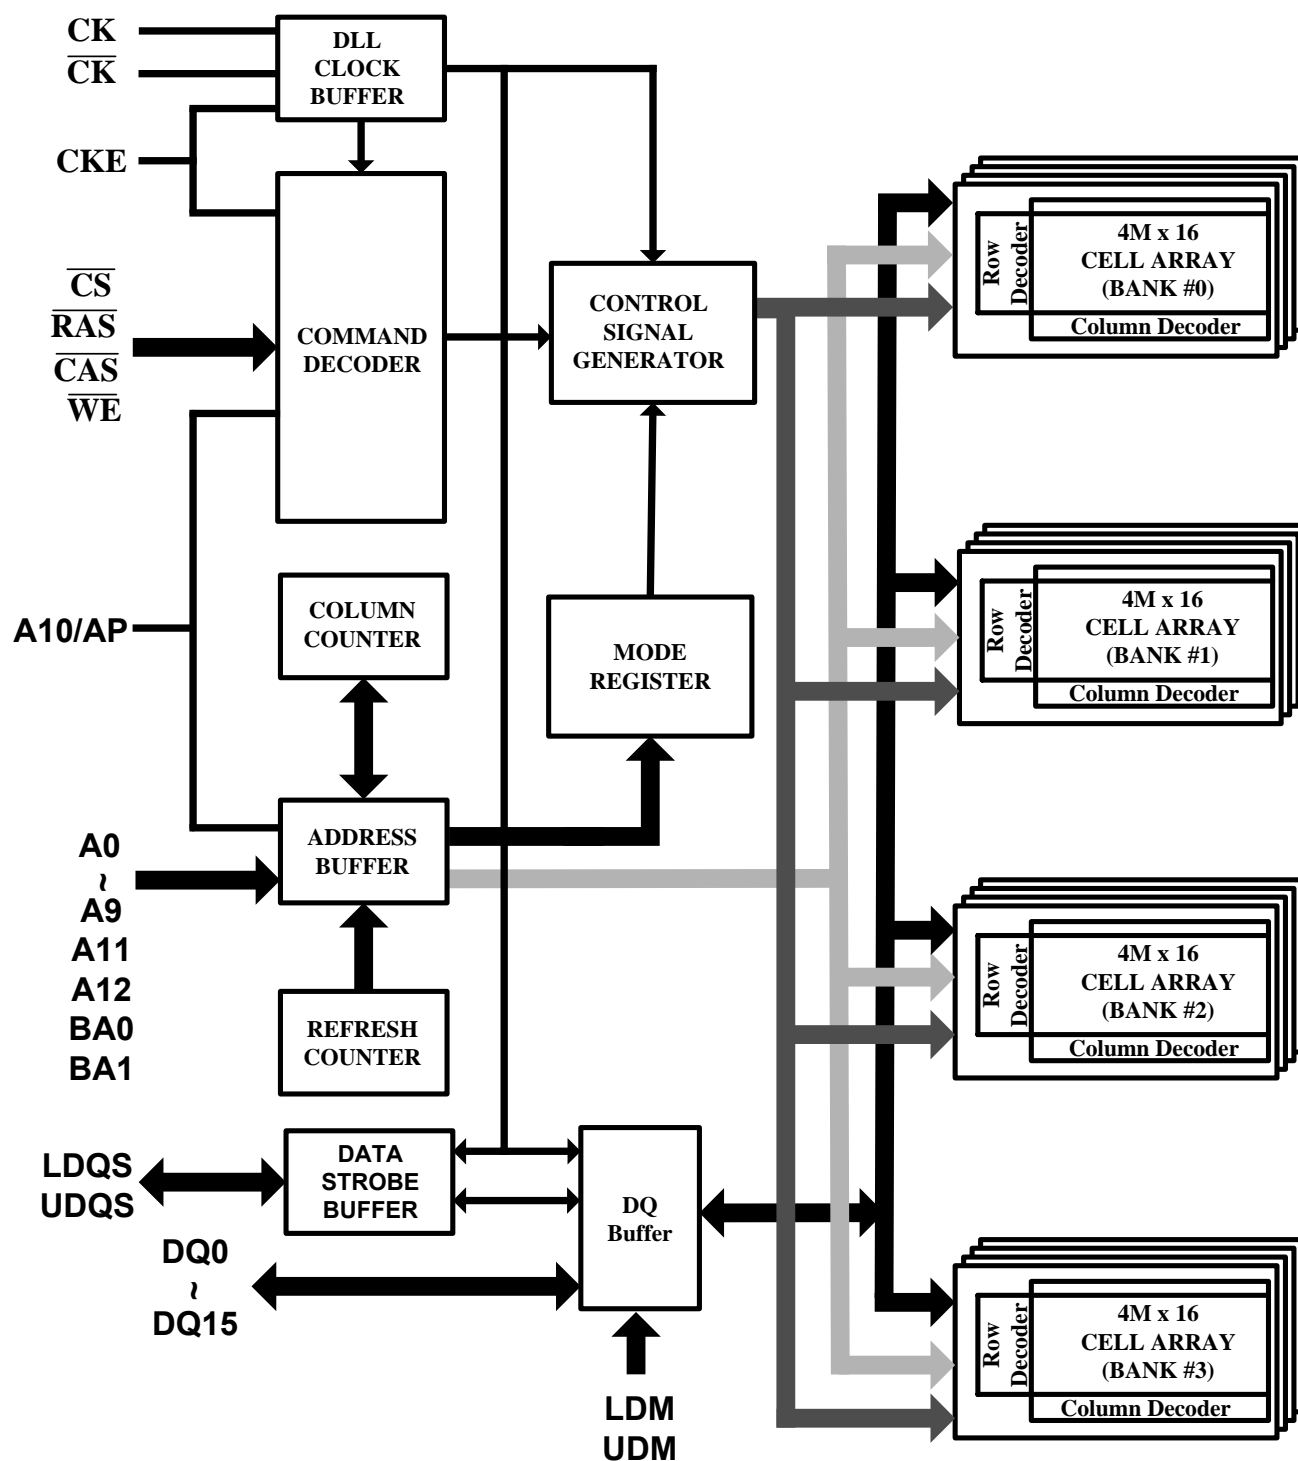 CK
CK
CKE
CS
RAS
CAS
WE
A10/AP
A0
~
A9
A11
A12
BA0
BA1
LDQS
UDQS
DQ0
~
DQ15
DLL
CLOCK
BUFFER
COMMAND
DECODER
COLUMN
COUNTER
ADDRESS
BUFFER
REFRESH
COUNTER
DATA
STROBE
BUFFER
CONTROL
SIGNAL
GENERATOR
MODE
REGISTER
DQ
Buffer
LDM
UDM
Row
Decoder
4M x 16
CELL ARRAY
(BANK #0)
Column Decoder
Row
Decoder
4M x 16
CELL ARRAY
(BANK #1)
Column Decoder
Row
Decoder
4M x 16
CELL ARRAY
(BANK #2)
Column Decoder
Row
Decoder
4M x 16
CELL ARRAY
(BANK #3)
Column Decoder